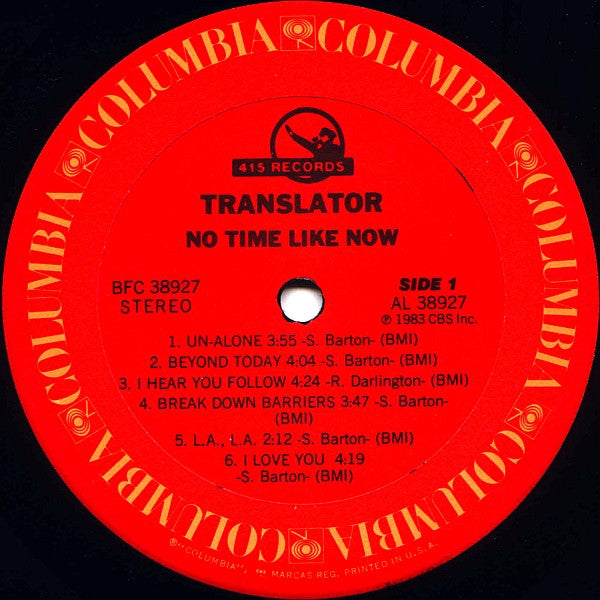 COLUMBIA COLUMBIA COLUMBIA COLUMBIA COLUMBIA COLUMBIA
415 RECORDS
TRANSLATOR
NO TIME LIKE NOW
BFC 38927
STEREO
SIDE 1
AL 38927
℗ 1983 CBS Inc.
1. UN-ALONE 3:55 -S. Barton- (BMI)
2. BEYOND TODAY 4:04 -S. Barton- (BMI)
3. I HEAR YOU FOLLOW 4:24 -R. Darlington- (BMI)
4. BREAK DOWN BARRIERS 3:47 -S. Barton-
(BMI)
5. L.A., L.A. 2:12 -S. Barton- (BMI)
6. I LOVE YOU 4:19
-S. Barton- (BMI)
®"COLUMBIA", MARCAS REG. PRINTED IN U.S.A.